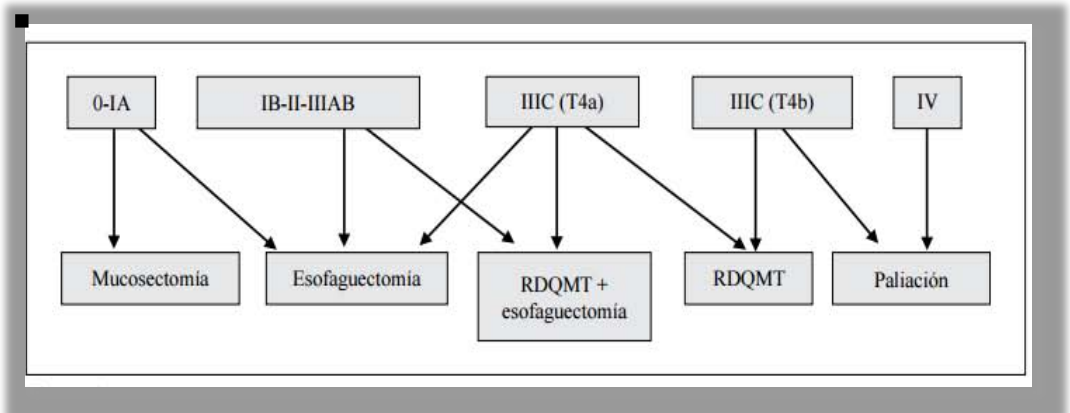 0-IA
IB-II-IIIAB
IIIC (T4a)
IIIC (T4b)
IV
Mucosectomía
Esofaguectomía
RDQMT +
esofaguectomía
RDQMT
Paliación